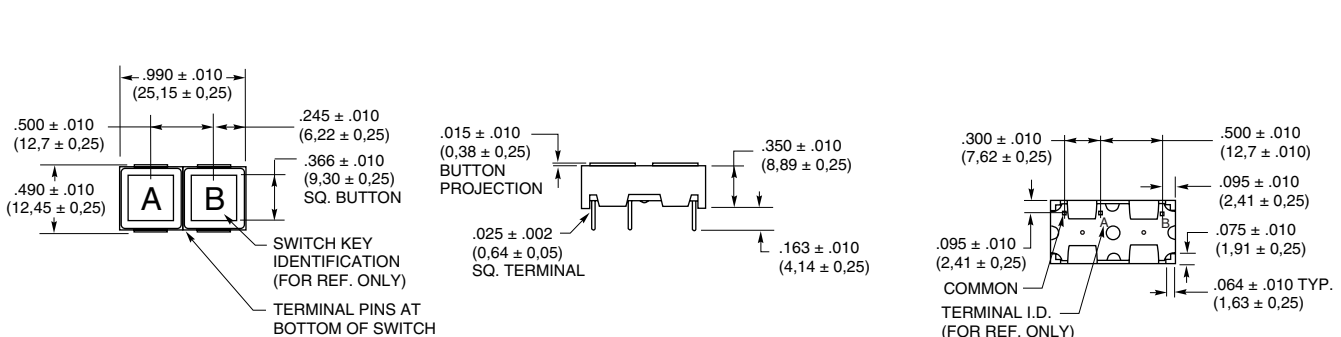 .990 ± .010
(25,15 ± 0,25)
.500 ± .010
(12,7 ± 0,25)
.245 ± .010
(6,22 ± 0,25)
.366 ± .010
(9,30 ± 0,25)
SQ. BUTTON
.490 ± .010
(12,45 ± 0,25)
A
B
SWITCH KEY
IDENTIFICATION
(FOR REF. ONLY)
TERMINAL PINS AT
BOTTOM OF SWITCH
.015 ± .010
(0,38 ± 0,25)
BUTTON
PROJECTION
.350 ± .010
(8,89 ± 0,25)
.025 ± .002
(0,64 ± 0,05)
SQ. TERMINAL
.163 ± .010
(4,14 ± 0,25)
.300 ± .010
(7,62 ± 0,25)
.500 ± .010
(12,7 ± .010)
.095 ± .010
(2,41 ± 0,25)
A
B
.075 ± .010
(1,91 ± 0,25)
.095 ± .010
(2,41 ± 0,25)
COMMON
.064 ± .010 TYP.
(1,63 ± 0,25)
TERMINAL I.D.
(FOR REF. ONLY)